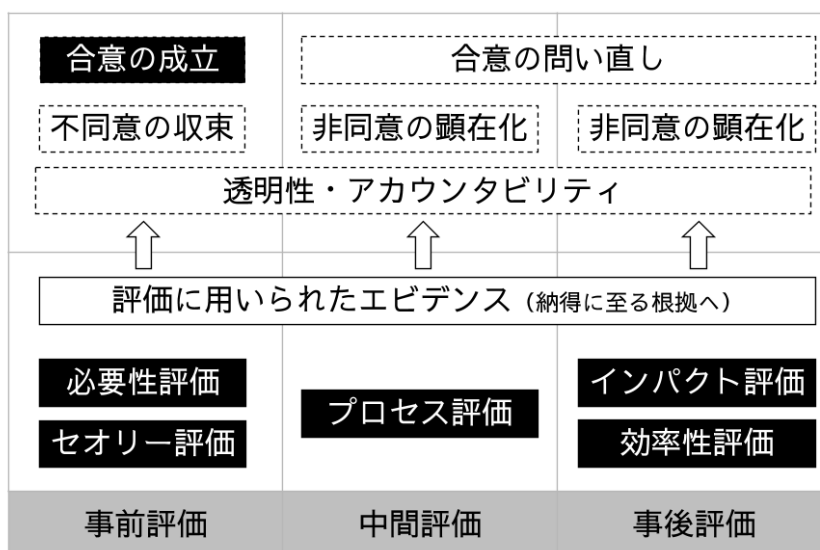 合意の成立
合意の問い直し
不同意の収束
非同意の顕在化
非同意の顕在化
透明性・アカウンタビリティ
評価に用いられたエビデンス（納得に至る根拠へ）
必要性評価
セオリー評価
プロセス評価
インパクト評価
効率性評価
事前評価
中間評価
事後評価